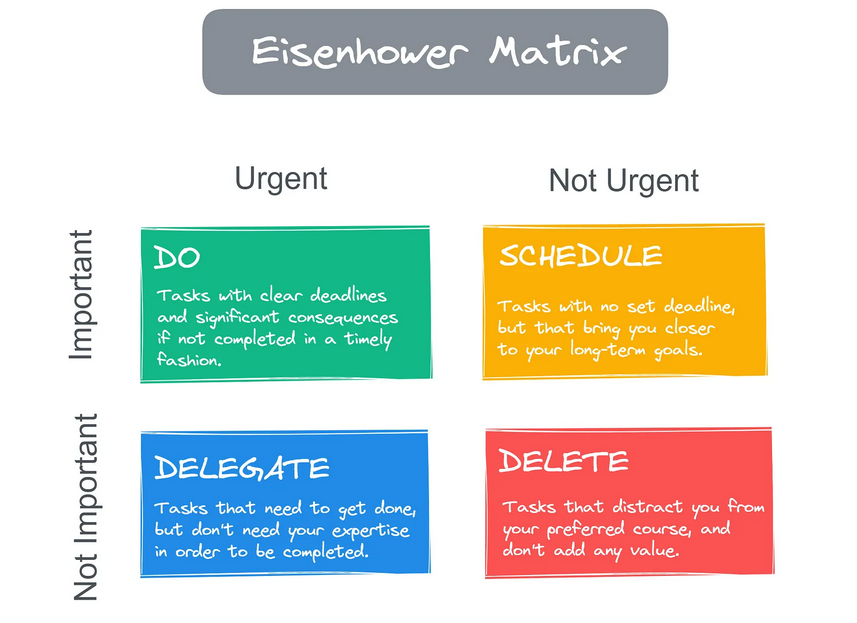 Eisenhower Matrix
Urgent
Not Urgent
Important
DO
Tasks with clear deadlines
and significant consequences
if not completed in a timely
fashion.
SCHEDULE
Tasks with no set deadline,
but that bring you closer
to your long-term goals.
Not Important
DELEGATE
Tasks that need to get done,
but don't need your expertise
in order to be completed.
DELETE
Tasks that distract you from
your preferred course, and
don't add any value.